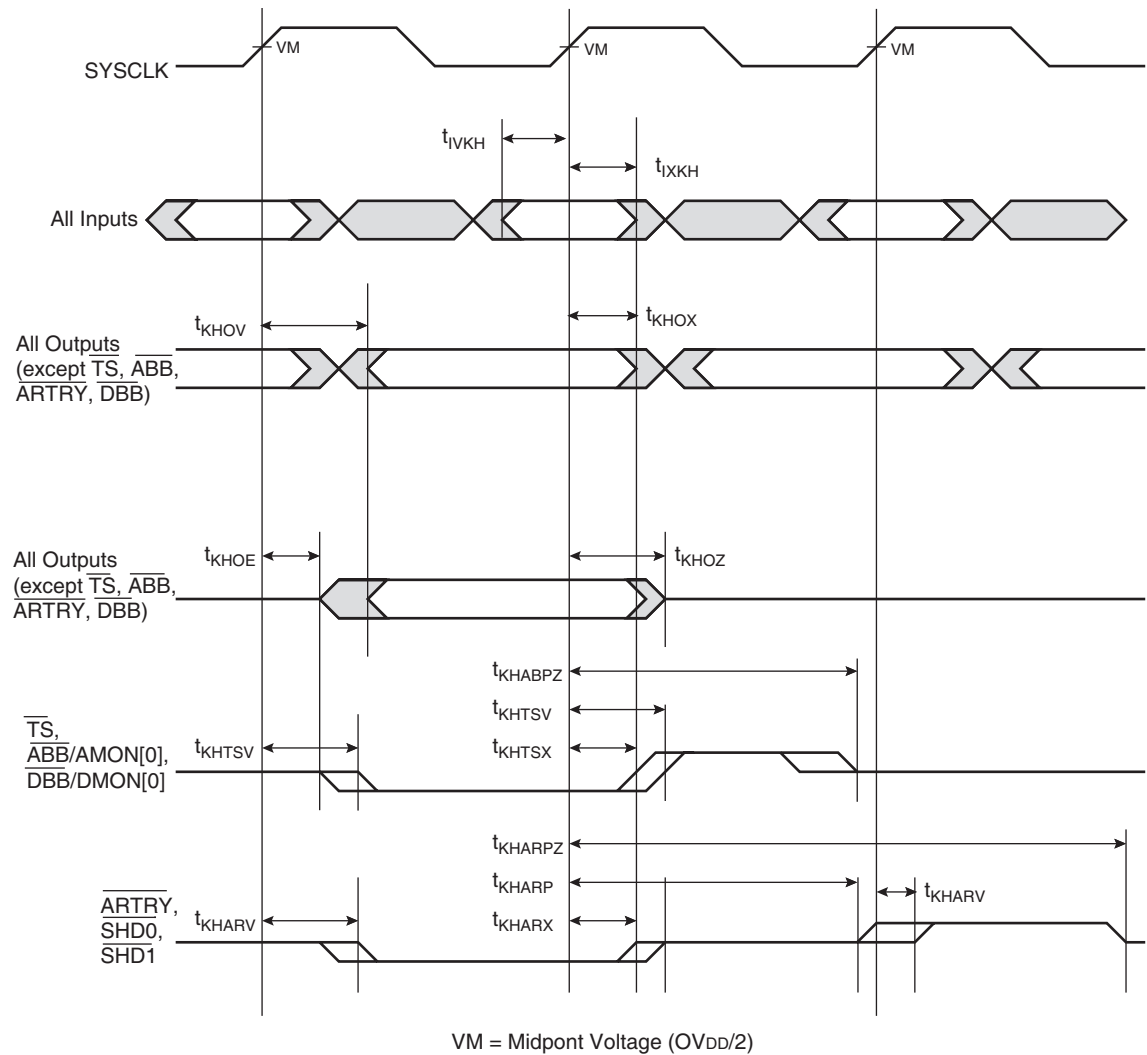 VM
VM
VM
SYSCLK
tIVKH
tIXKH
All Inputs
tKHOV
tKHOX
All Outputs
(except TS, ABB,
ARTRY, DBB)
tKHOE
tKHOZ
All Outputs
(except TS, ABB,
ARTRY, DBB)
tKHABPZ
tKHTSV
tKHTSV
tKHTSX
TS,
ABB/AMON[0],
DBB/DMON[0]
tKHARPZ
tKHARP
tKHARV
tKHARV
tKHARX
ARTRY,
SHD0,
SHD1
VM = Midpont Voltage (OVDD/2)